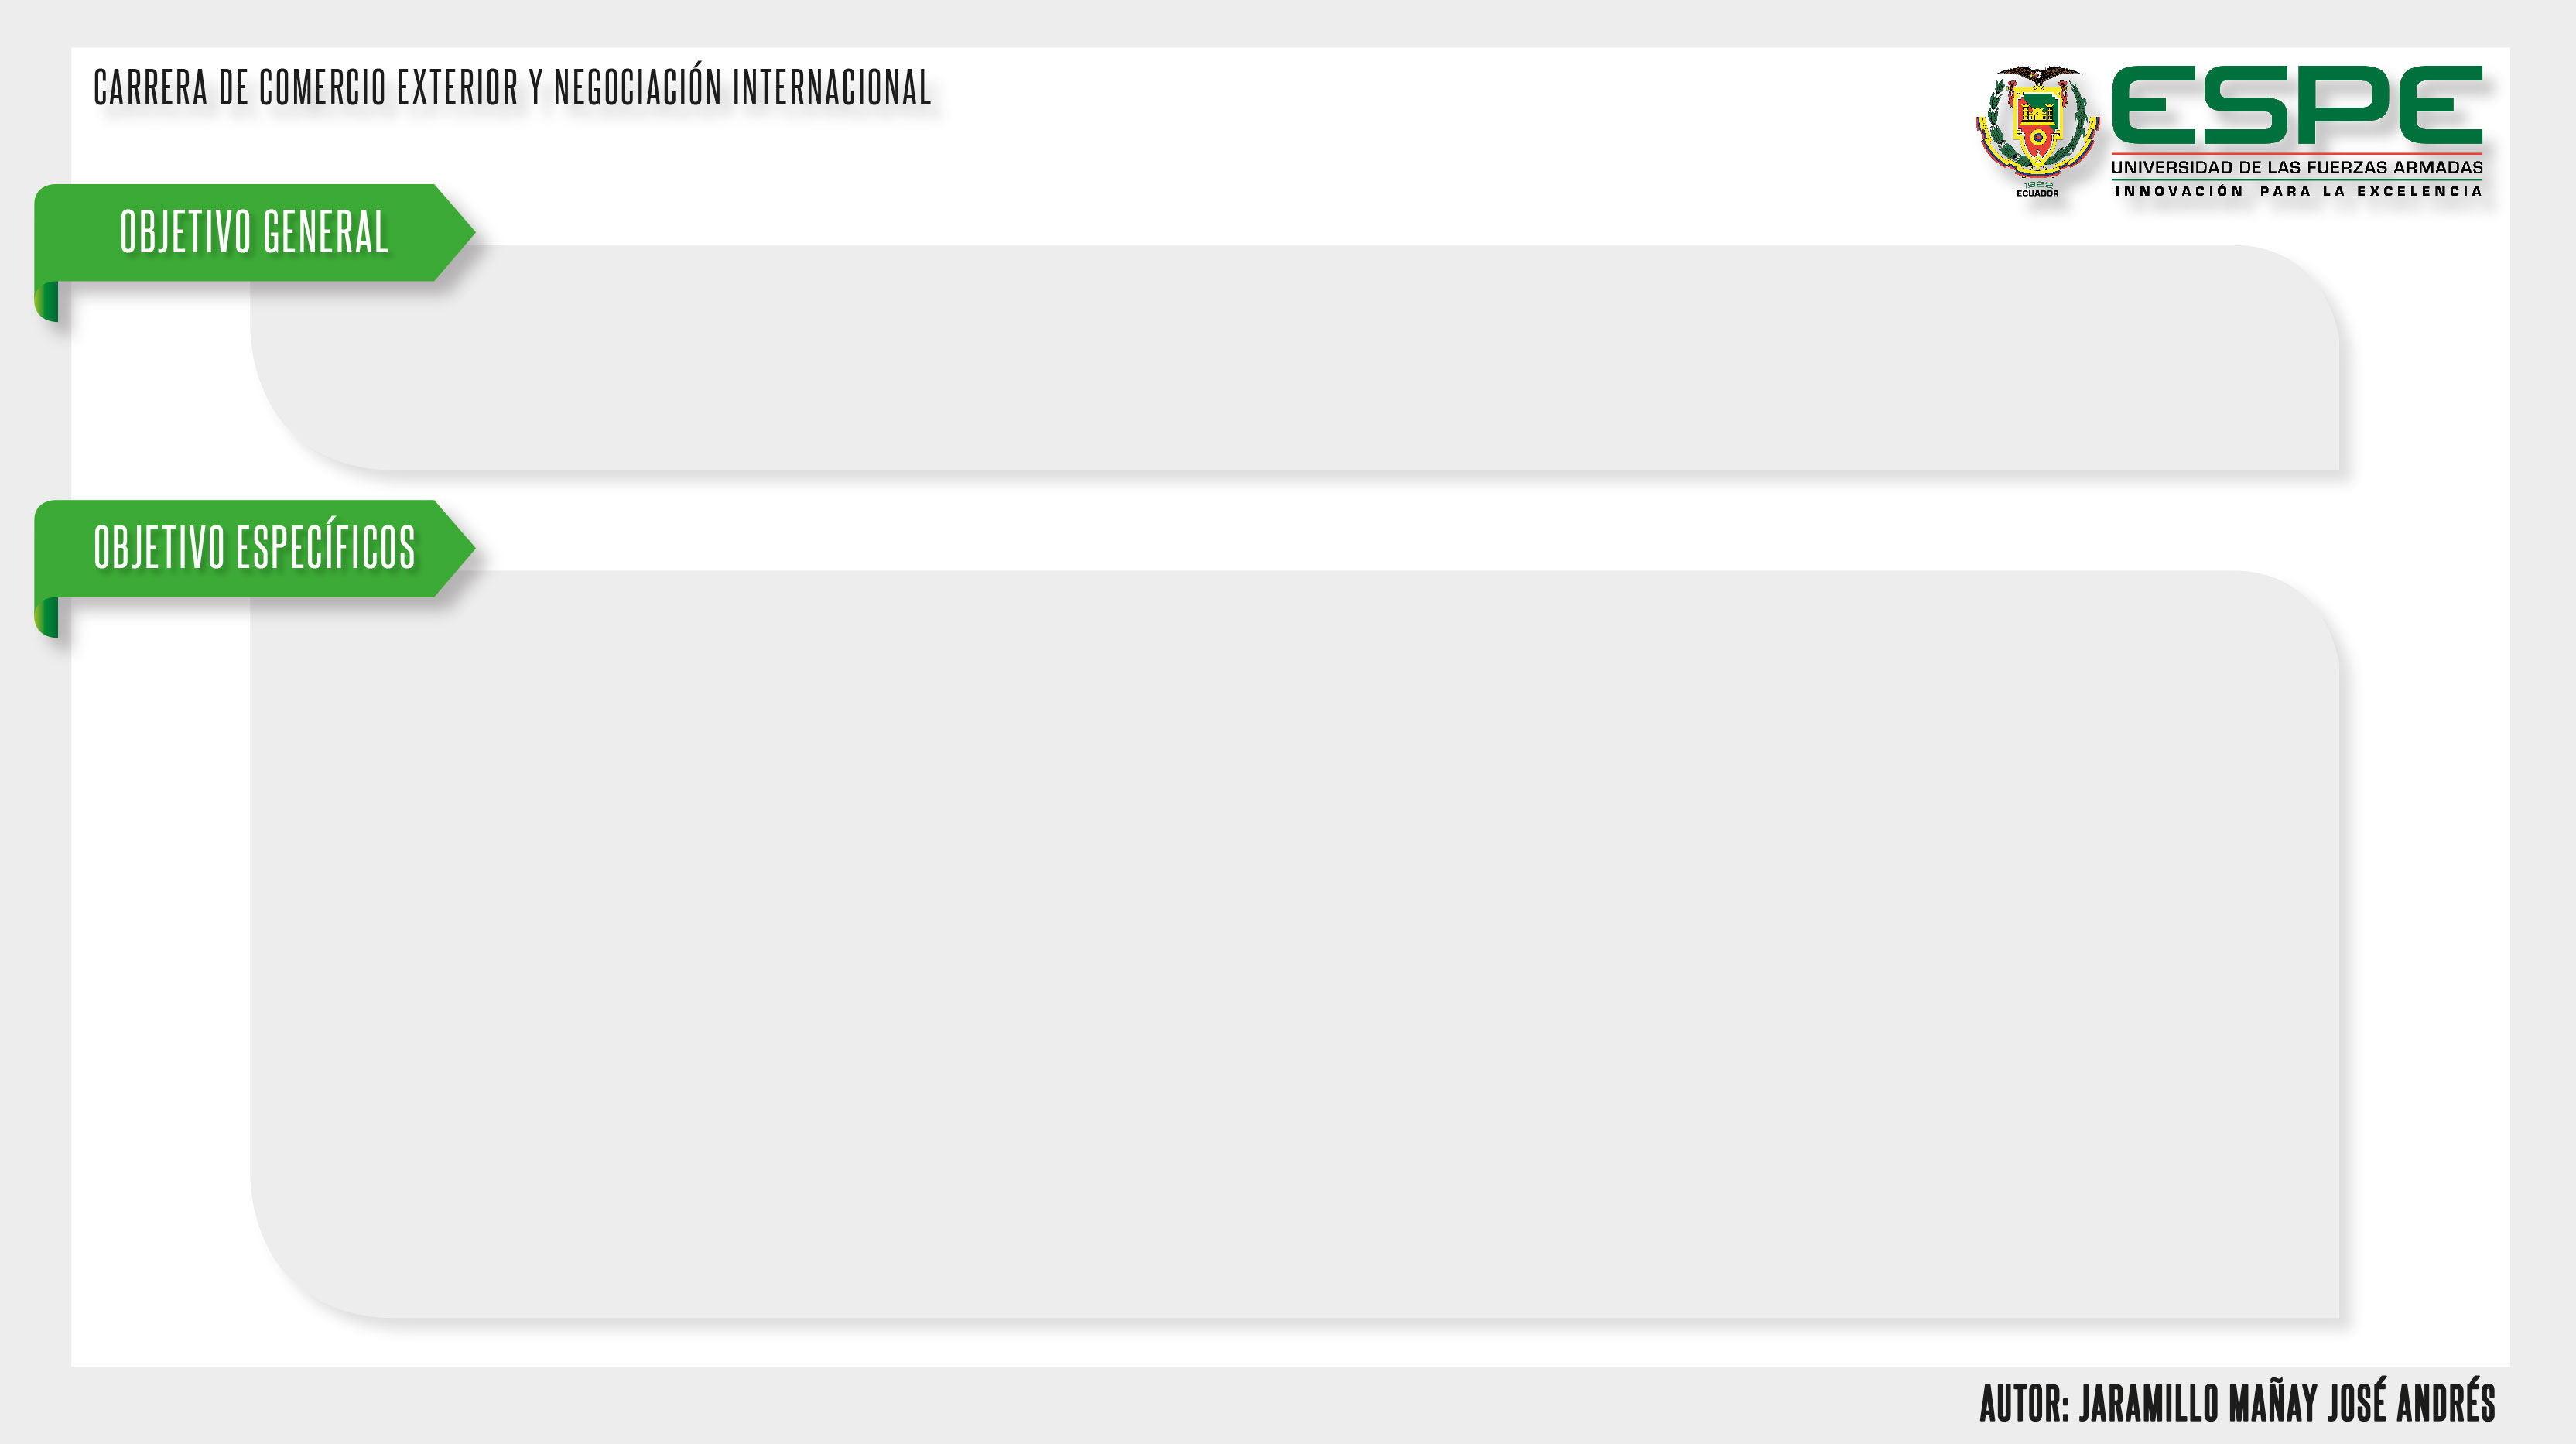 CARRERA DE COMERCIO EXTERIOR Y NEGOCIACIÓN INTERNACIONAL
ESPE
UNIVERSIDAD DE LAS FUERZAS ARMADAS
INNOVACIÓN PARA LA EXCELENCIA
1922
ECUADOR
OBJETIVO GENERAL
OBJETIVO ESPECÍFICOS
AUTOR: JARAMILLO MAÑAY JOSÉ ANDRÉS